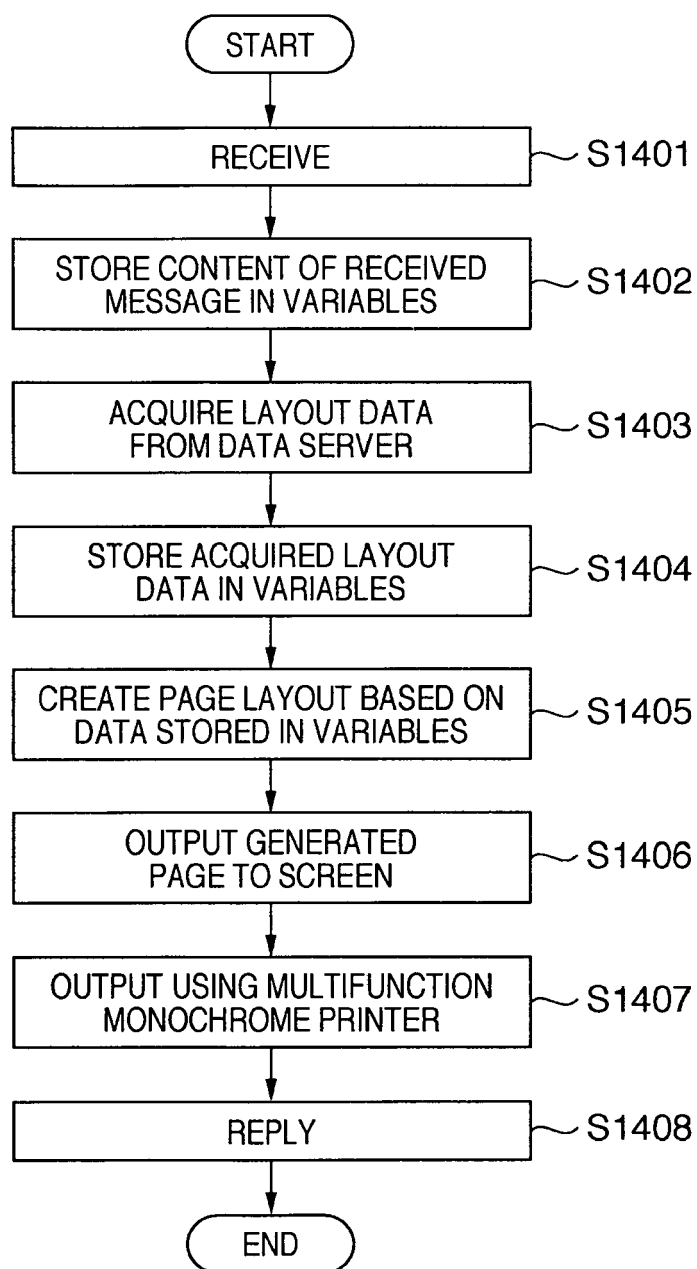 START
RECEIVE
S1401
STORE CONTENT OF RECEIVED
MESSAGE IN VARIABLES
S1402
ACQUIRE LAYOUT DATA
FROM DATA SERVER
S1403
STORE ACQUIRED LAYOUT
DATA IN VARIABLES
S1404
CREATE PAGE LAYOUT BASED ON
DATA STORED IN VARIABLES
S1405
OUTPUT GENERATED
PAGE TO SCREEN
S1406
OUTPUT USING MULTIFUNCTION
MONOCHROME PRINTER
S1407
REPLY
S1408
END